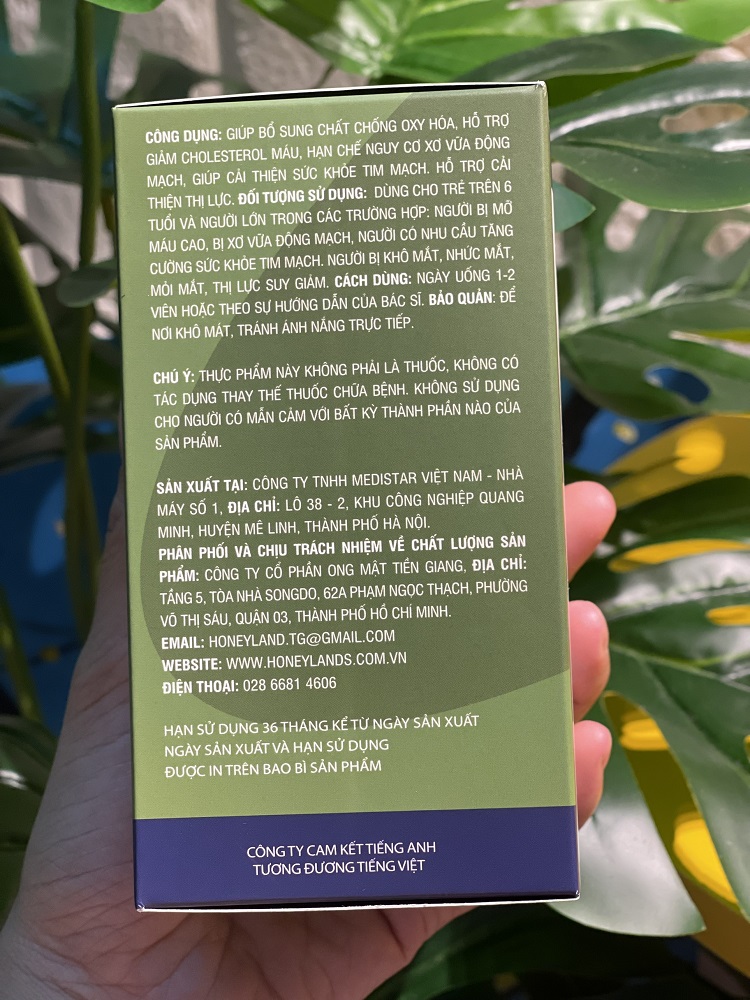 CÔNG DỤNG: GIÚP BỔ SUNG CHẤT CHỐNG OXY HÓA, HỖ TRỢ
GIẢM CHOLESTEROL MÁU, HẠN CHẾ NGUY CƠ XƠ VỮA ĐỘNG
MẠCH, GIÚP CẢI THIỆN SỨC KHỎE TIM MẠCH. HỖ TRỢ CẢI
THIỆN THỊ LỰC. ĐỐI TƯỢNG SỬ DỤNG: DÙNG CHO TRẺ TRÊN 6
TUỔI VÀ NGƯỜI LỚN TRONG CÁC TRƯỜNG HỢP: NGƯỜI BỊ MỠ
MÁU CAO, BỊ XƠ VỮA ĐỘNG MẠCH, NGƯỜI CÓ NHU CẦU TĂNG
CƯỜNG SỨC KHỎE TIM MẠCH. NGƯỜI BỊ KHÔ MẮT, NHỨC MẮT,
MỎI MẮT, THỊ LỰC SUY GIẢM. CÁCH DÙNG: NGÀY UỐNG 1-2
VIÊN HOẶC THEO SỰ HƯỚNG DẪN CỦA BÁC SĨ. BẢO QUẢN: ĐỂ
NƠI KHÔ MÁT, TRÁNH ÁNH NẮNG TRỰC TIẾP.
CHÚ Ý: THỰC PHẨM NÀY KHÔNG PHẢI LÀ THUỐC, KHÔNG CÓ
TÁC DỤNG THAY THẾ THUỐC CHỮA BỆNH. KHÔNG SỬ DỤNG
CHO NGƯỜI CÓ MẪN CẢM VỚI BẤT KỲ THÀNH PHẦN NÀO CỦA
SẢN PHẨM.
SẢN XUẤT TẠI: CÔNG TY TNHH MEDISTAR VIỆT NAM - NHÀ
MÁY SỐ 1, ĐỊA CHỈ: LÔ 38 - 2, KHU CÔNG NGHIỆP QUANG
MINH, HUYỆN MÊ LINH, THÀNH PHỐ HÀ NỘI.
PHÂN PHỐI VÀ CHỊU TRÁCH NHIỆM VỀ CHẤT LƯỢNG SẢN
PHẨM: CÔNG TY CỔ PHẦN ONG MẬT TIỀN GIANG, ĐỊA CHỈ:
TẦNG 5, TÒA NHÀ SONGDO, 62A PHẠM NGỌC THẠCH, PHƯỜNG
VÕ THỊ SÁU, QUẬN 03, THÀNH PHỐ HỒ CHÍ MINH.
EMAIL: HONEYLAND.TG@GMAIL.COM
WEBSITE: WWW.HONEYLANDS.COM.VN
ĐIỆN THOẠI: 028 6681 4606
HẠN SỬ DỤNG 36 THÁNG KỂ TỪ NGÀY SẢN XUẤT
NGÀY SẢN XUẤT VÀ HẠN SỬ DỤNG
ĐƯỢC IN TRÊN BAO BÌ SẢN PHẨM
CÔNG TY CAM KẾT TIẾNG ANH
TƯƠNG ĐƯƠNG TIẾNG VIỆT